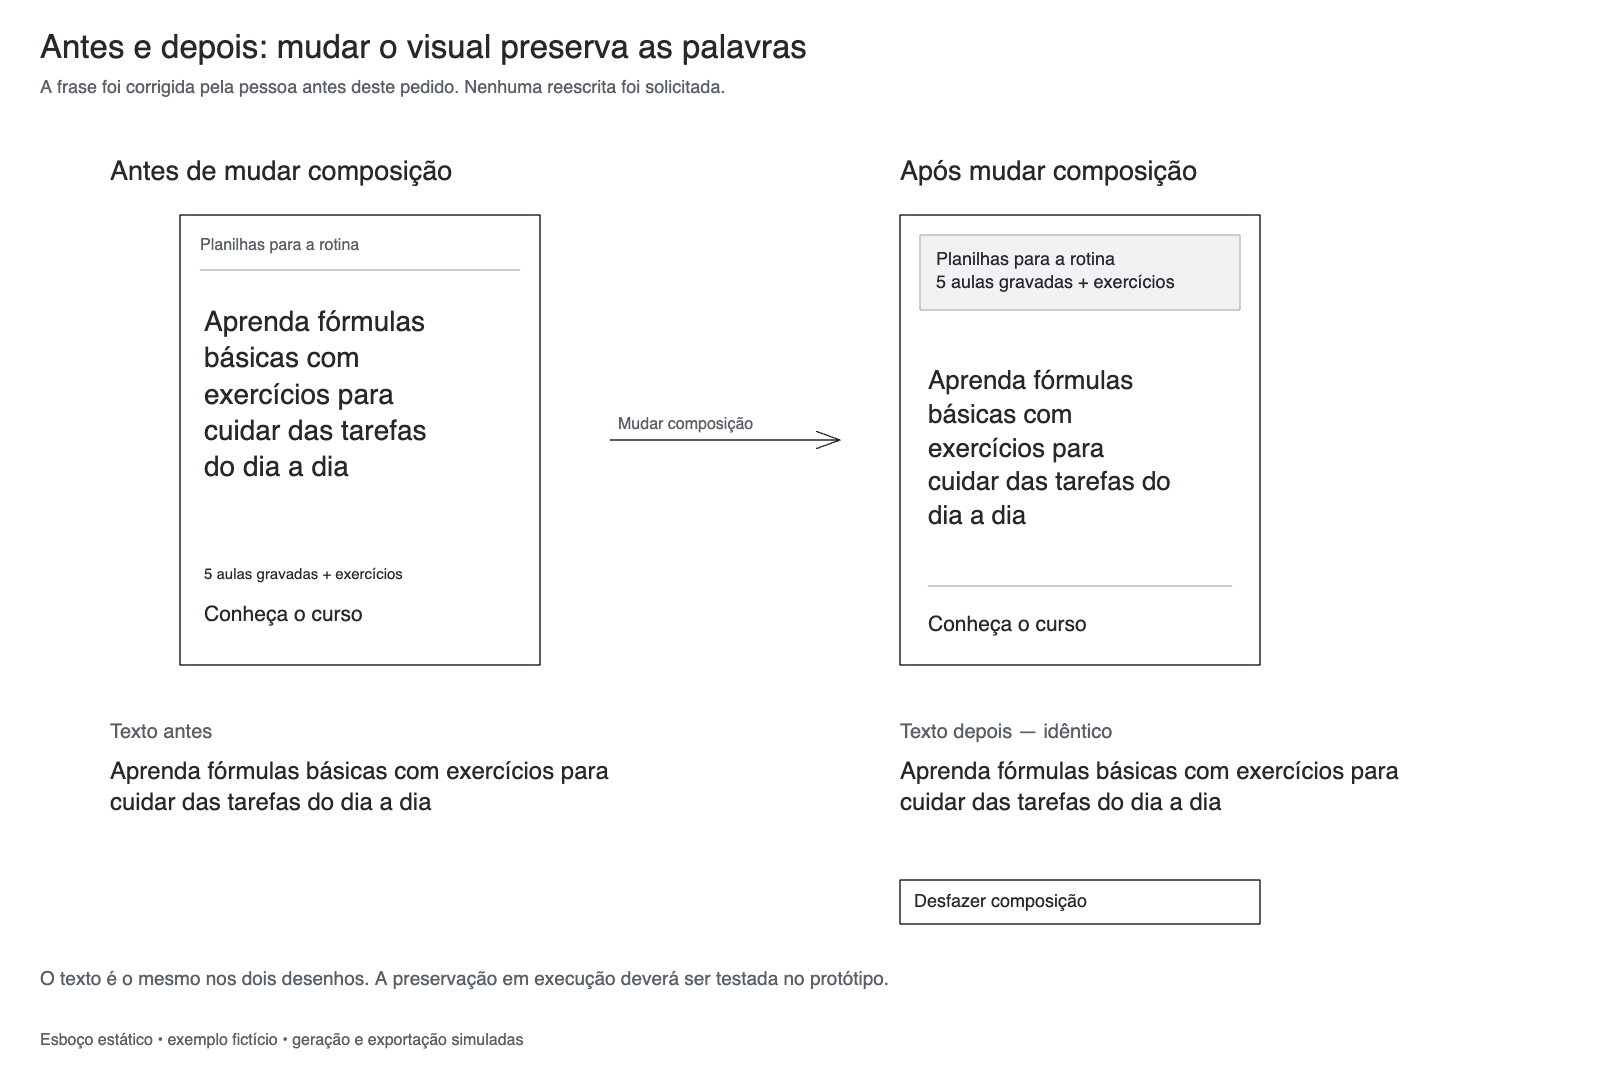 Antes e depois: mudar o visual preserva as palavras
A frase foi corrigida pela pessoa antes deste pedido. Nenhuma reescrita foi solicitada.
Antes de mudar composição
Planilhas para a rotina
Aprenda fórmulas
básicas com
exercícios para
cuidar das tarefas
do dia a dia
5 aulas gravadas + exercícios
Conheça o curso
Mudar composição
Após mudar composição
Planilhas para a rotina
5 aulas gravadas + exercícios
Aprenda fórmulas
básicas com
exercícios para
cuidar das tarefas do
dia a dia
Conheça o curso
Texto antes
Aprenda fórmulas básicas com exercícios para
cuidar das tarefas do dia a dia
Texto depois — idêntico
Aprenda fórmulas básicas com exercícios para
cuidar das tarefas do dia a dia
Desfazer composição
O texto é o mesmo nos dois desenhos. A preservação em execução deverá ser testada no protótipo.
Esboço estático • exemplo fictício • geração e exportação simuladas